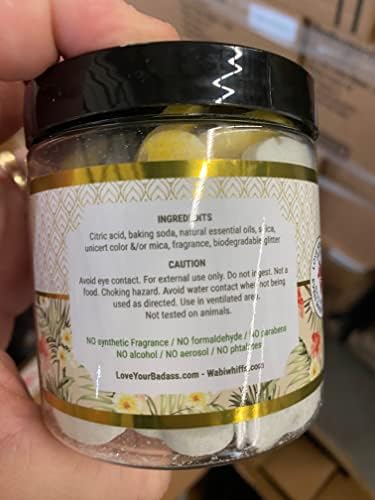 INGREDIENTS
Citric acid, baking soda, natural essential oils, silica,
unicert color &/or mica, fragrance, biodegradable glitter
CAUTION
Avoid eye contact. For external use only. Do not ingest. Not a
food. Choking hazard. Avoid water contact when not being
used as directed. Use in ventilated area.
Not tested on animals.
NO synthetic Fragrance / NO formaldehyde / NO parabens
NO alcohol / NO aerosol / NO phtalates
LoveYourBadass.com - Wabiwhiffs.com